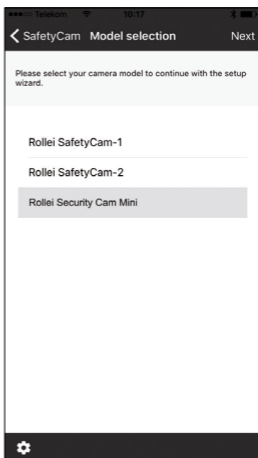 Telekom 10:17
SafetyCam Model selection Next
Please select your camera model to continue with the setup
wizard.
Rollei SafetyCam-1
Rollei SafetyCam-2
Rollei Security Cam Mini